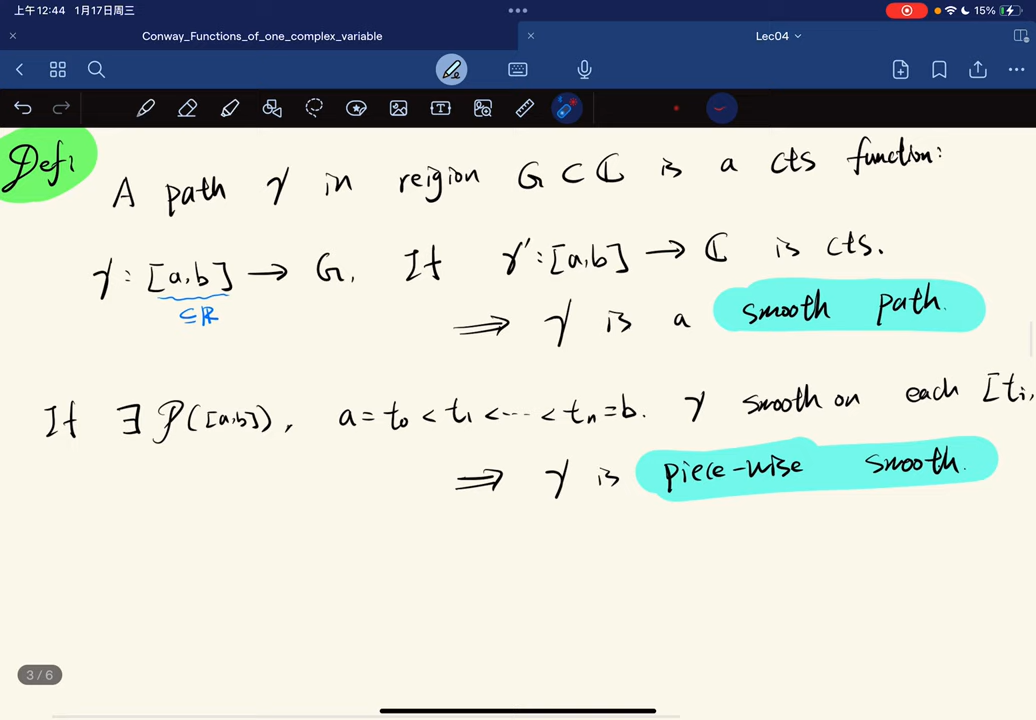 上午12:44 1月17日周三
15%
Conway_Functions_of_one_complex_variable
Lec04
Defi
A path γ in reigion G ⊂ ℂ is a cts function:
γ : [a,b] → G, If γ' : [a,b] → ℂ is cts.
⊆ℝ
⟹ γ is a smooth path.
If ∃ P([a,b]), a = t₀ < t₁ < ⋯ < tₙ = b. γ smooth on each [tᵢ,
⟹ γ is piece-wise smooth.
3 / 6